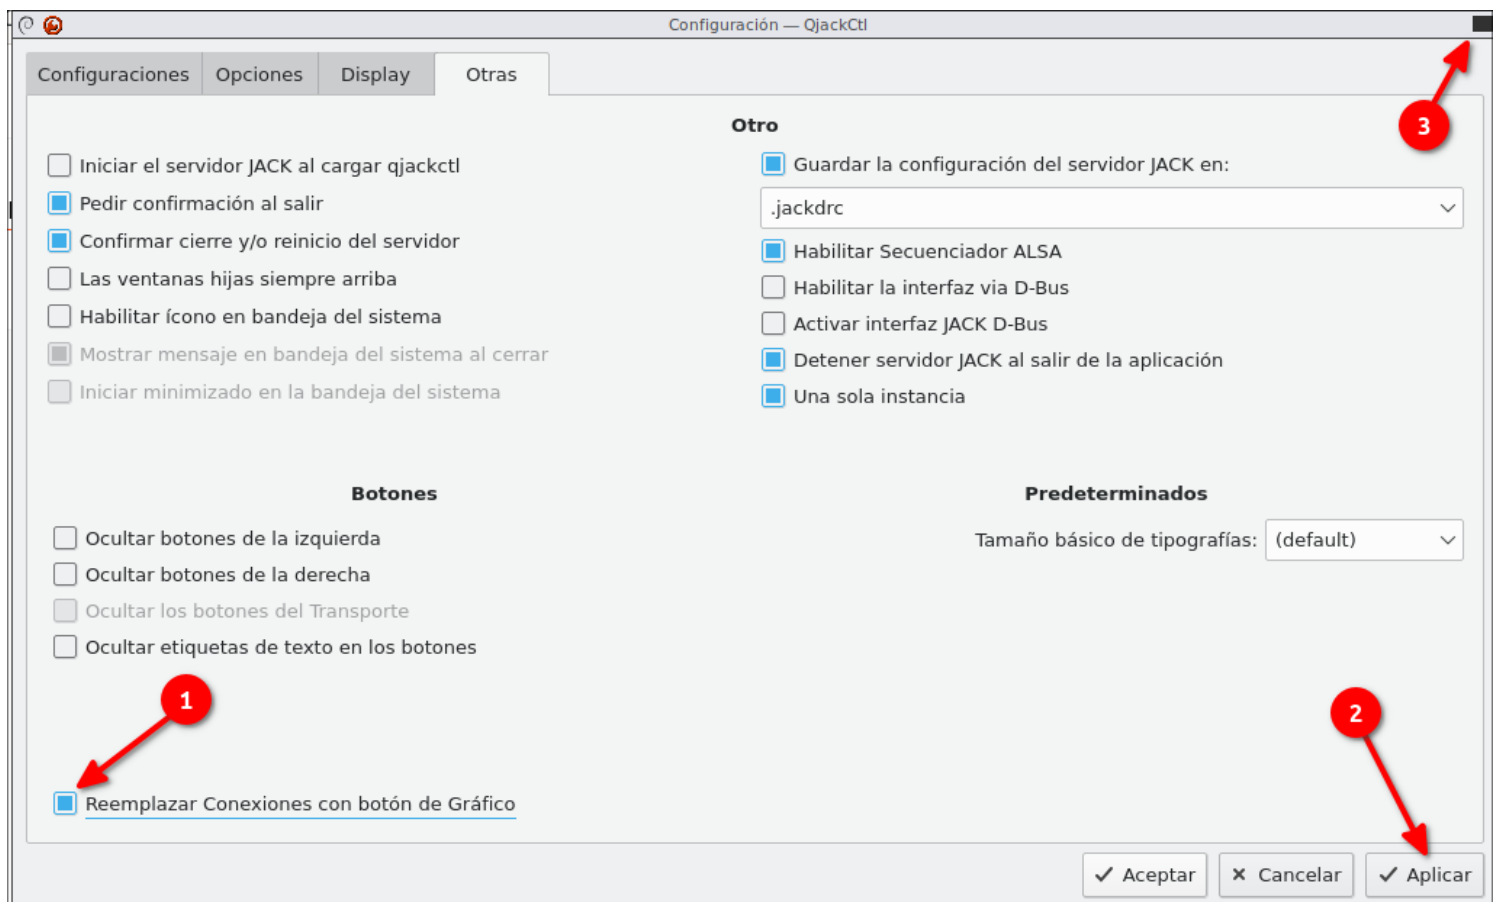 Configuración — QjackCtl
Configuraciones
Opciones
Display
Otras
3
Otro
Iniciar el servidor JACK al cargar qjackctl
Pedir confirmación al salir
Confirmar cierre y/o reinicio del servidor
Las ventanas hijas siempre arriba
Habilitar ícono en bandeja del sistema
Mostrar mensaje en bandeja del sistema al cerrar
Iniciar minimizado en la bandeja del sistema
Guardar la configuración del servidor JACK en:
.jackdrc
Habilitar Secuenciador ALSA
Habilitar la interfaz via D-Bus
Activar interfaz JACK D-Bus
Detener servidor JACK al salir de la aplicación
Una sola instancia
Botones
Ocultar botones de la izquierda
Ocultar botones de la derecha
Ocultar los botones del Transporte
Ocultar etiquetas de texto en los botones
Predeterminados
Tamaño básico de tipografías: (default)
1
2
Reemplazar Conexiones con botón de Gráfico
Aceptar
Cancelar
Aplicar